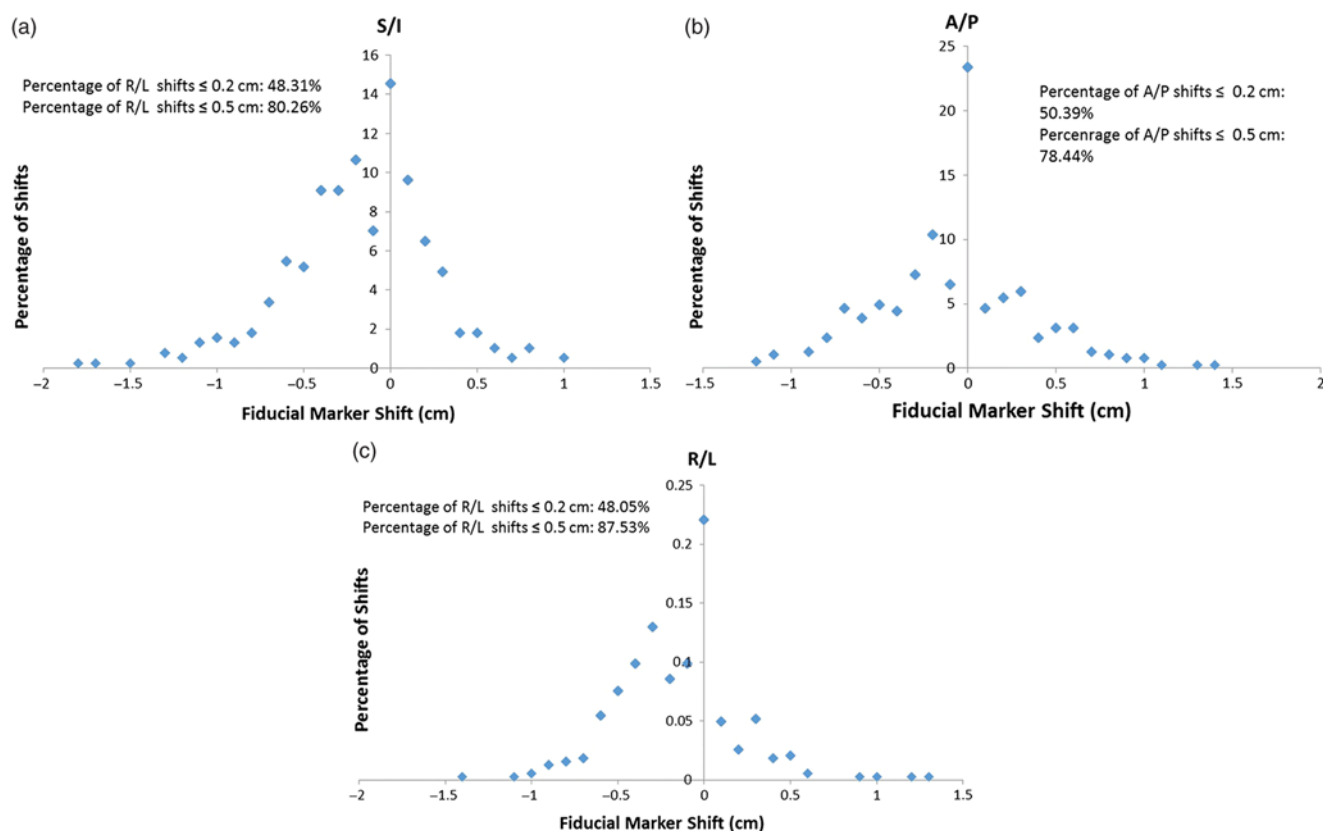 (a)
S/I
Percentage of R/L shifts ≤ 0.2 cm: 48.31%
Percentage of R/L shifts ≤ 0.5 cm: 80.26%
Percentage of Shifts
16
14
12
10
8
6
4
2
0
−2
−1.5
−1
−0.5
0
0.5
1
1.5
Fiducial Marker Shift (cm)
(b)
A/P
Percentage of A/P shifts ≤ 0.2 cm:
50.39%
Percenrage of A/P shifts ≤ 0.5 cm:
78.44%
Percentage of Shifts
25
20
15
10
5
0
−1.5
−1
−0.5
0
0.5
1
1.5
2
Fiducial Marker Shift (cm)
(c)
R/L
Percentage of R/L shifts ≤ 0.2 cm: 48.05%
Percentage of R/L shifts ≤ 0.5 cm: 87.53%
Percentage of Shifts
0.25
0.2
0.15
0.1
0.05
0
−2
−1.5
−1
−0.5
0
0.5
1
1.5
Fiducial Marker Shift (cm)